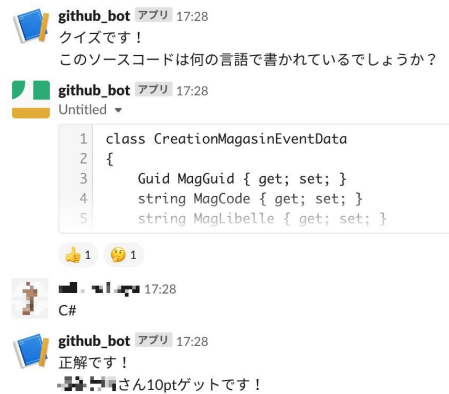 github_bot アプリ 17:28
クイズです！
このソースコードは何の言語で書かれているでしょうか？
github_bot アプリ 17:28
Untitled
1 class CreationMagasinEventData
2 {
3 Guid MagGuid { get; set; }
4 string MagCode { get; set; }
5 string MagLibelle { get; set; }
👍 1 🤔 1
17:28
C#
github_bot アプリ 17:28
正解です！
さん10ptゲットです！